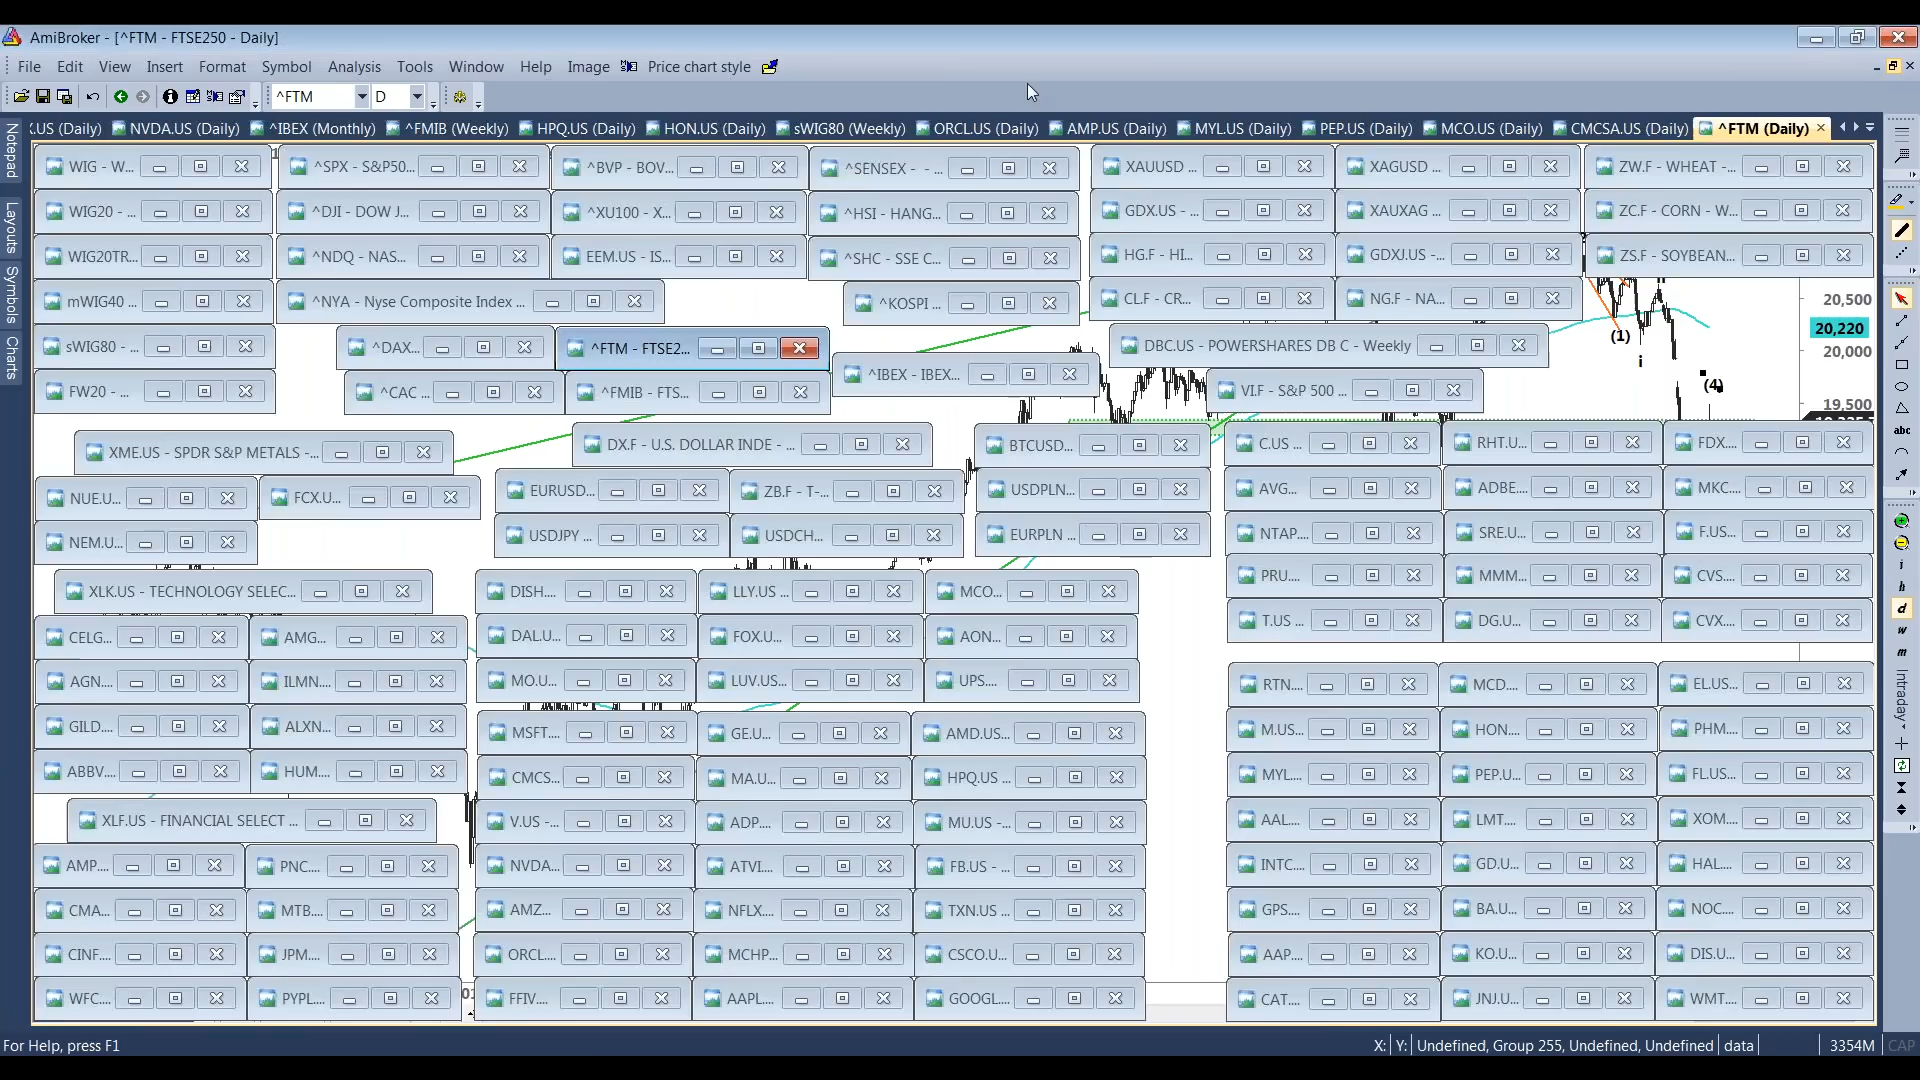 AmiBroker - [^FTM - FTSE250 - Daily]
File Edit View Insert Format Symbol Analysis Tools Window Help Image Price chart style
^FTM D
X.US (Daily) NVDA.US (Daily) ^IBEX (Monthly) ^FMIB (Weekly) HPQ.US (Daily) HON.US (Daily) sWIG80 (Weekly) ORCL.US (Daily) AMP.US (Daily) MYL.US (Daily) PEP.US (Daily) MCO.US (Daily) CMCSA.US (Daily) ^FTM (Daily)
Notepad
Layouts
Symbols
Charts
WIG - W... ^SPX - S&P50... ^BVP - BOV... ^SENSEX - - ... XAUUSD ... XAGUSD ... ZW.F - WHEAT -...
WIG20 - ... ^DJI - DOW J... ^XU100 - X... ^HSI - HANG... GDX.US - ... XAUXAG ... ZC.F - CORN - W...
WIG20TR... ^NDQ - NAS... EEM.US - IS... ^SHC - SSE C... HG.F - HI... GDXJ.US -... ZS.F - SOYBEAN...
mWIG40 ... ^NYA - Nyse Composite Index ... ^KOSPI ... CL.F - CR... NG.F - NA... 20,500
sWIG80 - ... ^DAX... ^FTM - FTSE2... DBC.US - POWERSHARES DB C - Weekly (1) 20,220
i 20,000
FW20 - ... ^CAC ... ^FMIB - FTS... ^IBEX - IBEX... VI.F - S&P 500 ... (4) 19,500
XME.US - SPDR S&P METALS -... DX.F - U.S. DOLLAR INDE - ... BTCUSD... C.US ... RHT.U... FDX....
NUE.U... FCX.U... EURUSD... ZB.F - T-... USDPLN... AVG... ADBE.... MKC....
NEM.U... USDJPY ... USDCH... EURPLN ... NTAP... SRE.U... F.US...
XLK.US - TECHNOLOGY SELEC... DISH.... LLY.US ... MCO... PRU.... MMM... CVS....
CELG... AMG... DAL.U... FOX.U... AON... T.US ... DG.U... CVX....
AGN.... ILMN.... MO.U... LUV.US... UPS.... RTN.... MCD.... EL.US...
GILD... ALXN... MSFT.... GE.U... AMD.US... M.US... HON.... PHM...
ABBV.... HUM.... CMCS... MA.U... HPQ.US ... MYL... PEP.U... FL.US...
XLF.US - FINANCIAL SELECT ... V.US -... ADP.... MU.US -... AAL... LMT.... XOM...
AMP.... PNC.... NVDA... ATVI... FB.US - ... INTC... GD.U... HAL...
CMA... MTB.... AMZ... NFLX... TXN.US ... GPS.... BA.U... NOC...
CINF... JPM.... ORCL... MCHP... CSCO.U... AAP.... KO.U... DIS.U...
WFC... PYPL... FFIV... AAPL... GOOGL... CAT.... JNJ.U... WMT....
abc
i
h
d
w
m
Intraday
For Help, press F1 X: Y: Undefined, Group 255, Undefined, Undefined data 3354M CAP